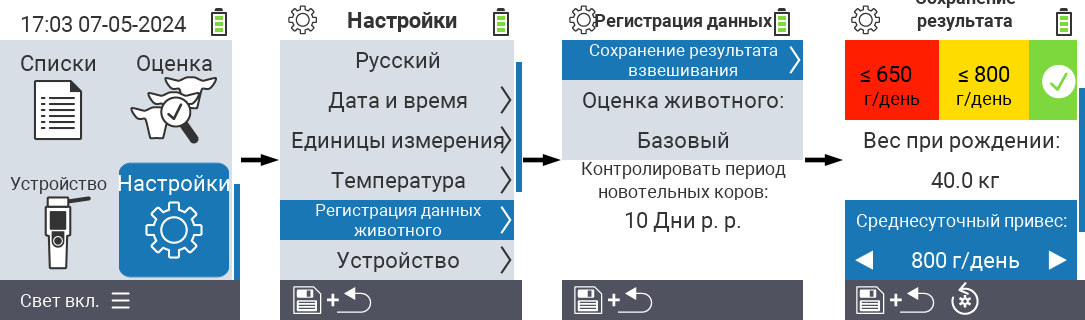 17:03 07-05-2024
Списки
Оценка
Устройство
Настройки
Свет вкл.
Настройки
Русский
Дата и время
Единицы измерения
Температура
Регистрация данных
животного
Устройство
+
Регистрация данных
Сохранение результата
взвешивания
Оценка животного:
Базовый
Контролировать период
новотельных коров:
10 Дни р. р.
+
Сохранение
результата
≤ 650
г/день
≤ 800
г/день
Вес при рождении:
40.0 кг
Среднесуточный привес:
800 г/день
+